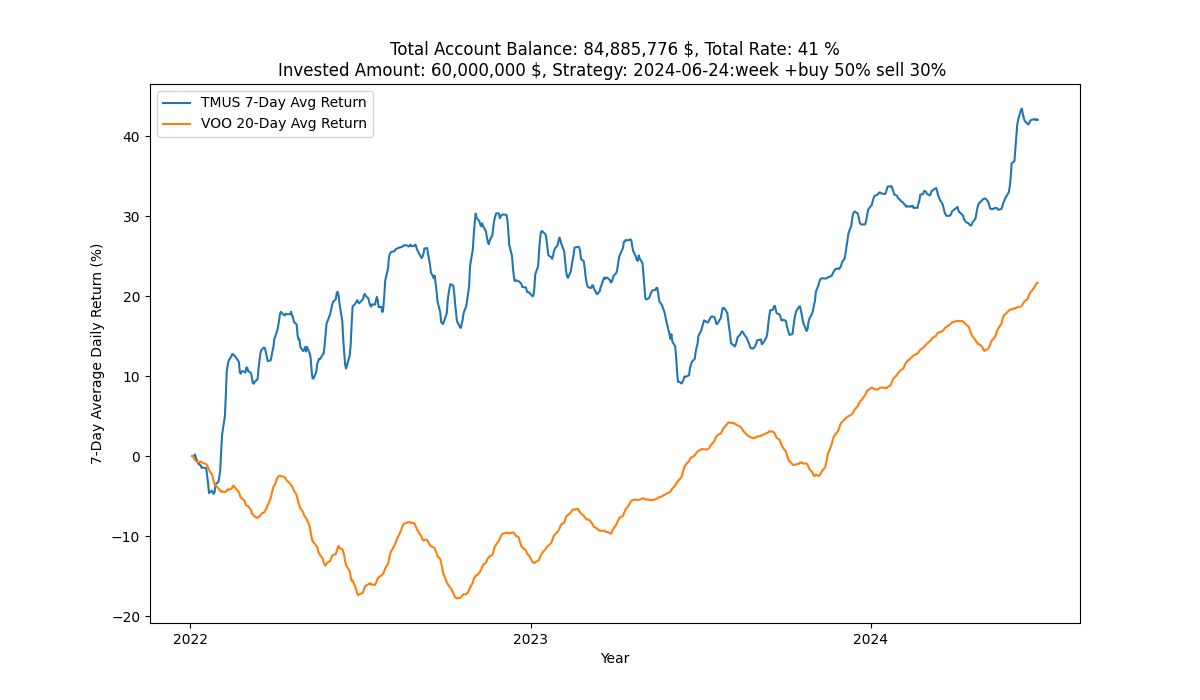 Total Account Balance: 84,885,776 $, Total Rate: 41 %
Invested Amount: 60,000,000 $, Strategy: 2024-06-24:week +buy 50% sell 30%
TMUS 7-Day Avg Return
VOO 20-Day Avg Return
7-Day Average Daily Return (%)
40
30
20
10
0
−10
−20
2022
2023
2024
Year